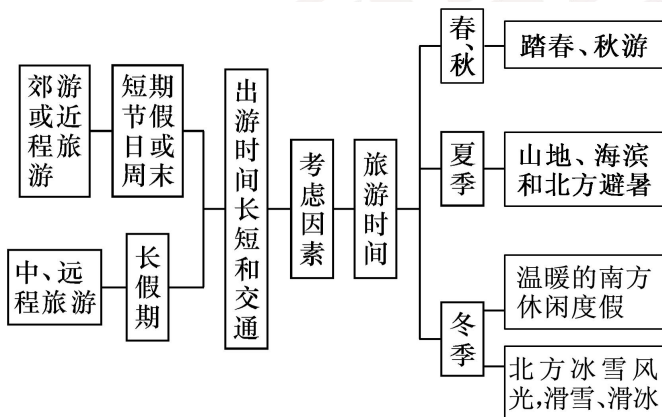 郊游
或近
程旅
游
短期
节假
日或
周末
中、远
程旅游
长假期
出游时间长短和交通
考虑因素
旅游时间
春、秋
踏春、秋游
夏季
山地、海滨
和北方避暑
冬季
温暖的南方
休闲度假
北方冰雪风
光,滑雪、滑冰